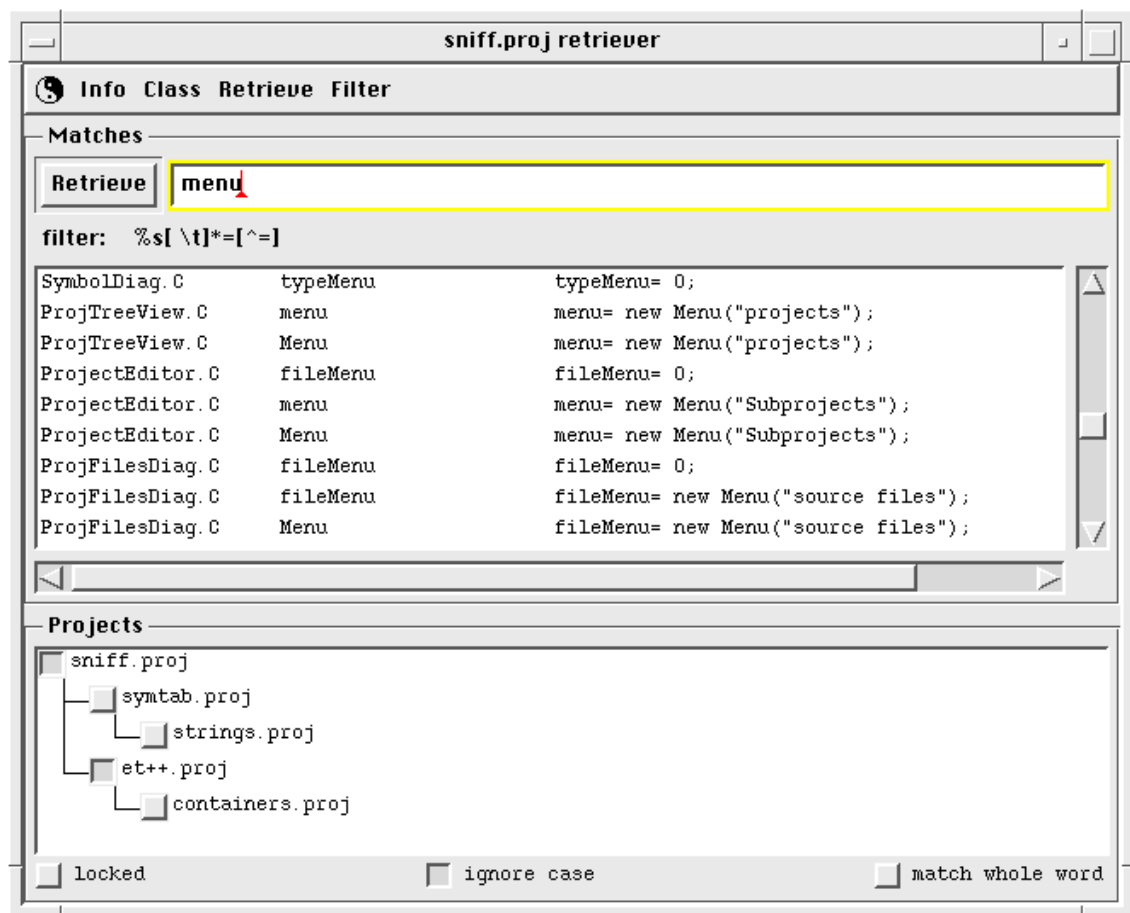 sniff.proj retriever
Info Class Retrieve Filter
Matches
Retrieve menu
filter: %s[ \t]*=[^=]
SymbolDiag.C typeMenu typeMenu= 0;
ProjTreeView.C menu menu= new Menu("projects");
ProjTreeView.C Menu menu= new Menu("projects");
ProjectEditor.C fileMenu fileMenu= 0;
ProjectEditor.C menu menu= new Menu("Subprojects");
ProjectEditor.C Menu menu= new Menu("Subprojects");
ProjFilesDiag.C fileMenu fileMenu= 0;
ProjFilesDiag.C fileMenu fileMenu= new Menu("source files");
ProjFilesDiag.C Menu fileMenu= new Menu("source files");
Projects
sniff.proj
symtab.proj
strings.proj
et++.proj
containers.proj
locked ignore case match whole word